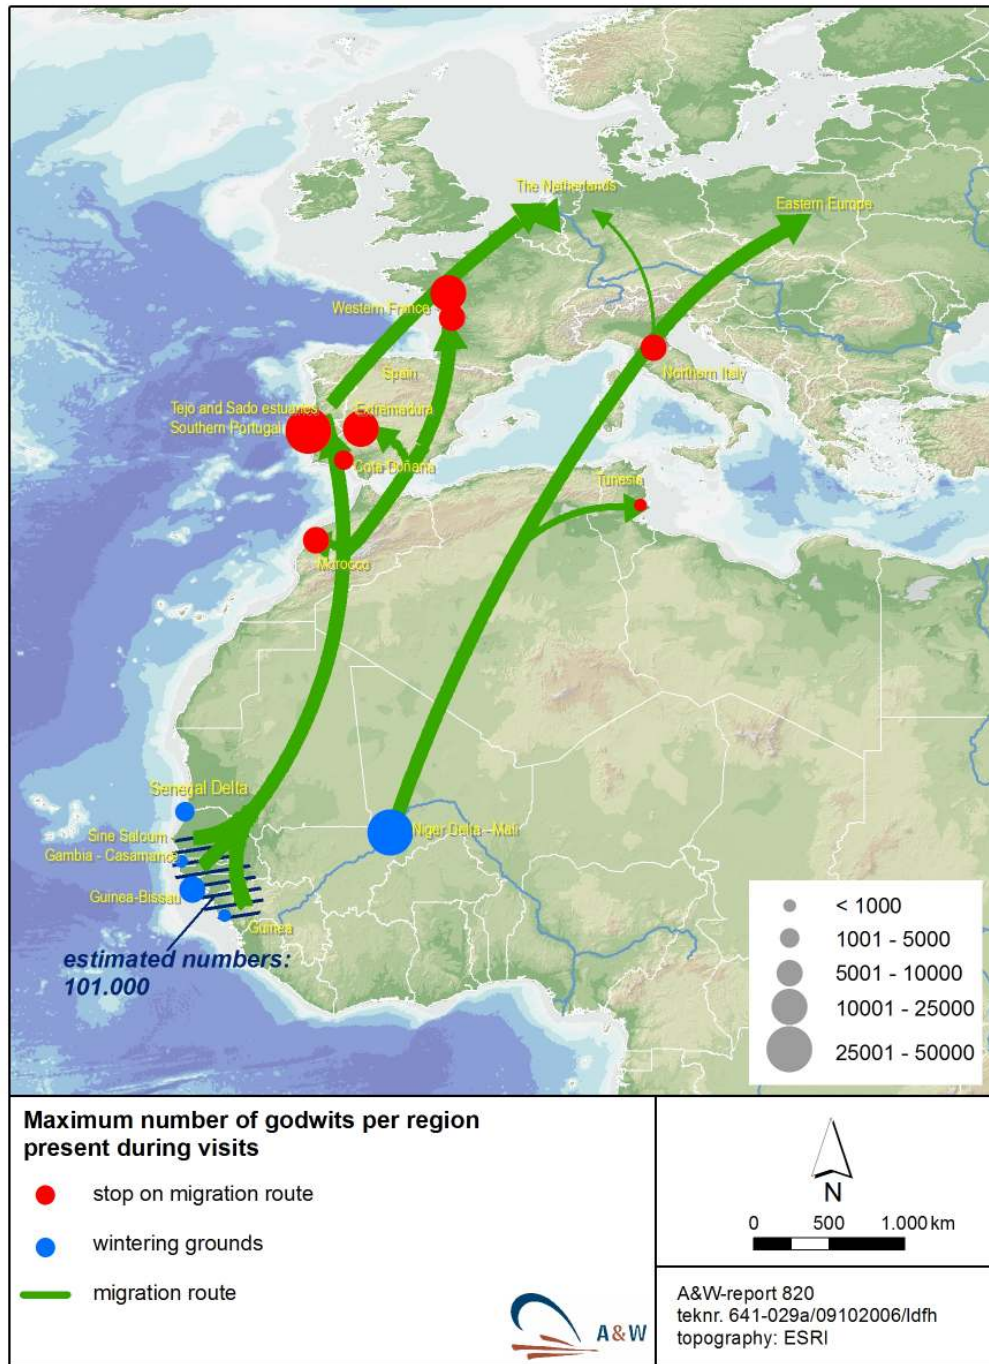 The Netherlands
Eastern Europe
Western France
Spain
Northern Italy
Tejo and Sado estuaries
Southern Portugal
Extremadura
Cota Doñana
Tunesia
Morocco
Senegal Delta
Sine Saloum
Gambia - Casamance
Niger Delta - Mali
Guinea-Bissau
Guinea
estimated numbers:
101.000
< 1000
1001 - 5000
5001 - 10000
10001 - 25000
25001 - 50000
Maximum number of godwits per region
present during visits
stop on migration route
wintering grounds
migration route
A&W
N
0 500 1.000 km
A&W-report 820
teknr. 641-029a/09102006/ldfh
topography: ESRI